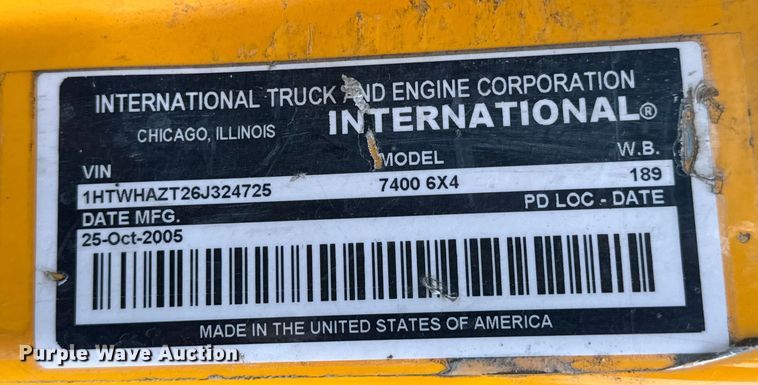 INTERNATIONAL TRUCK AND ENGINE CORPORATION
CHICAGO, ILLINOIS INTERNATIONAL®
VIN MODEL W.B.
1HTWHAZT26J324725 7400 6X4 189
DATE MFG. PD LOC - DATE
25-Oct-2005
MADE IN THE UNITED STATES OF AMERICA
Purple Wave Auction